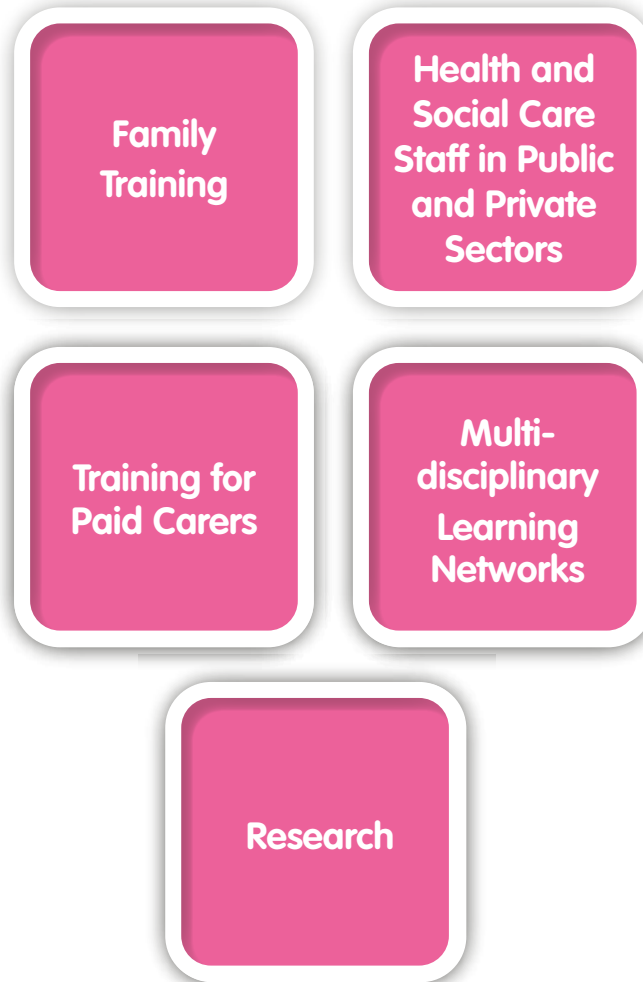 Family
Training
Health and
Social Care
Staff in Public
and Private
Sectors
Training for
Paid Carers
Multi-
disciplinary
Learning
Networks
Research